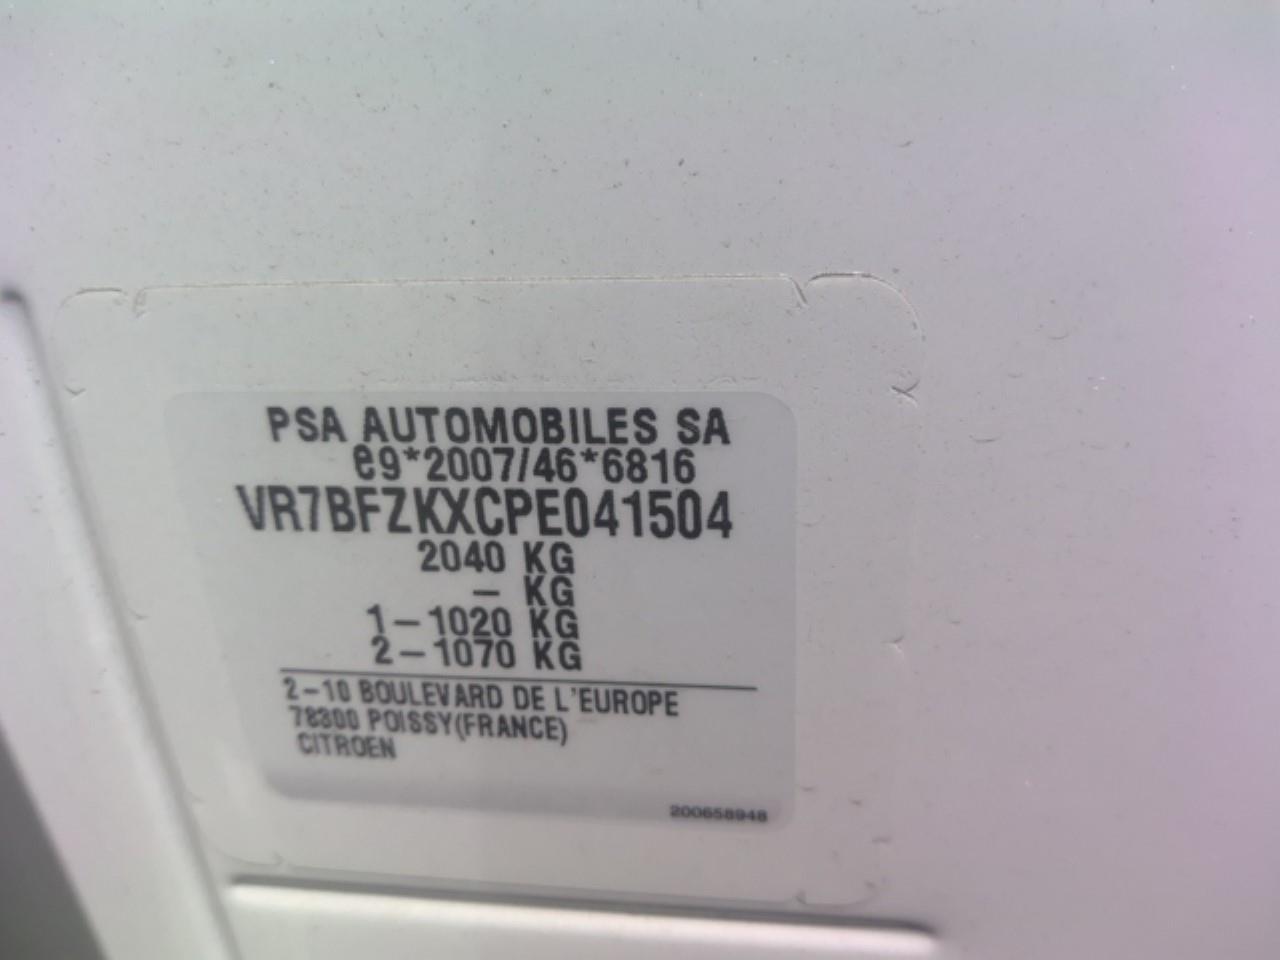 PSA AUTOMOBILES SA
e9*2007/46*6816
VR7BFZKXCPE041504
2040 KG
– KG
1–1020 KG
2–1070 KG
2–10 BOULEVARD DE L'EUROPE
78300 POISSY(FRANCE)
CITROEN
200658948